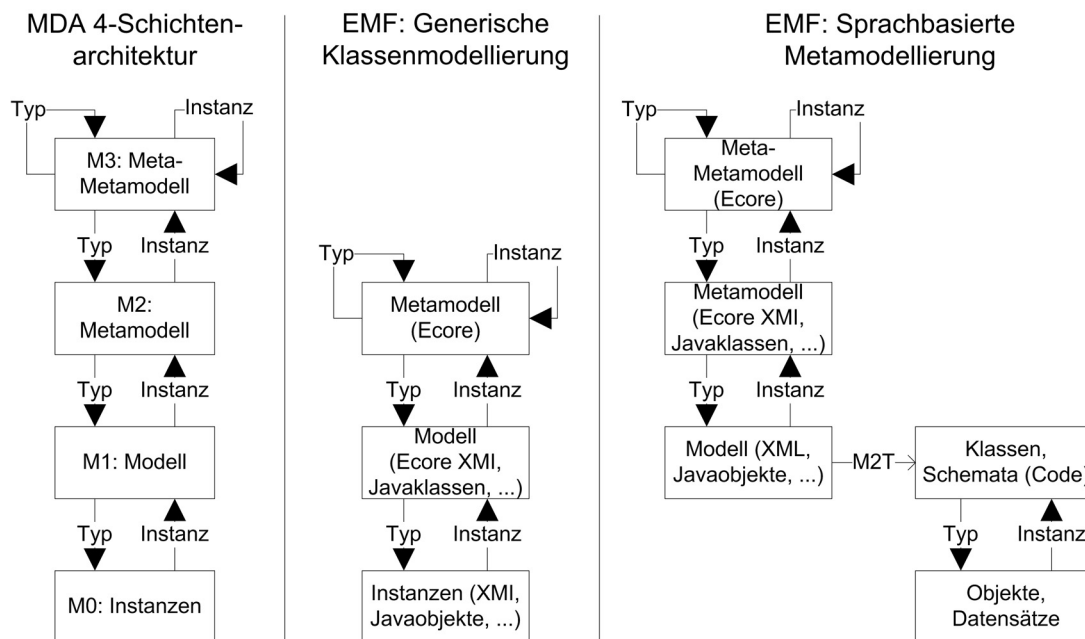 MDA 4-Schichten-
architektur
Typ
Instanz
M3: Meta-
Metamodell
Typ
Instanz
M2:
Metamodell
Typ
Instanz
M1: Modell
Typ
Instanz
M0: Instanzen
EMF: Generische
Klassenmodellierung
Typ
Instanz
Metamodell
(Ecore)
Typ
Instanz
Modell
(Ecore XMI,
Javaklassen, ...)
Typ
Instanz
Instanzen (XMI,
Javaobjekte, ...)
EMF: Sprachbasierte
Metamodellierung
Typ
Instanz
Meta-
Metamodell
(Ecore)
Typ
Instanz
Metamodell
(Ecore XMI,
Javaklassen, ...)
Typ
Instanz
Modell (XML,
Javaobjekte, ...)
M2T
Klassen,
Schemata (Code)
Typ
Instanz
Objekte,
Datensätze